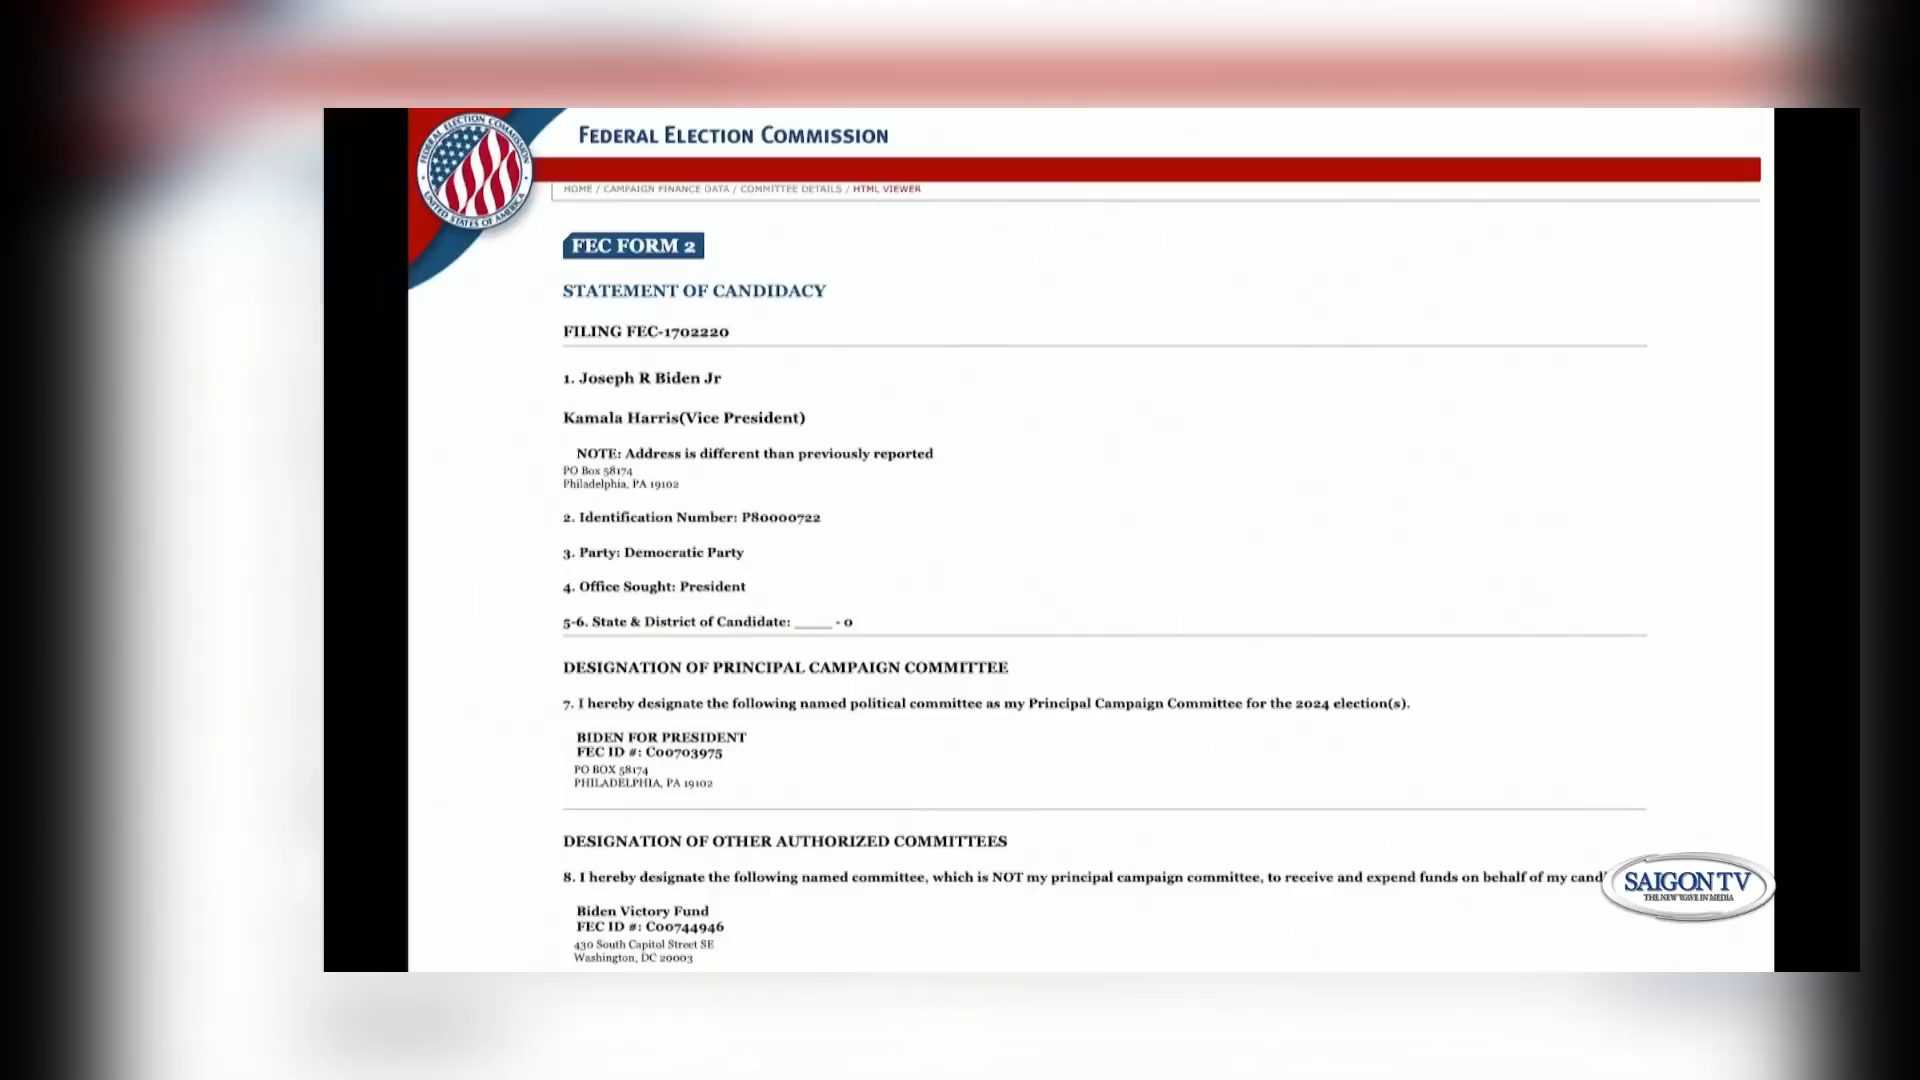 FEDERAL ELECTION COMMISSION
FEDERAL ELECTION COMMISSION
UNITED STATES OF AMERICA
HOME / CAMPAIGN FINANCE DATA / COMMITTEE DETAILS / HTML VIEWER
FEC FORM 2
STATEMENT OF CANDIDACY
FILING FEC-1702220
1. Joseph R Biden Jr
Kamala Harris(Vice President)
NOTE: Address is different than previously reported
PO Box 58174
Philadelphia, PA 19102
2. Identification Number: P80000722
3. Party: Democratic Party
4. Office Sought: President
5-6. State & District of Candidate: _____ - 0
DESIGNATION OF PRINCIPAL CAMPAIGN COMMITTEE
7. I hereby designate the following named political committee as my Principal Campaign Committee for the 2024 election(s).
BIDEN FOR PRESIDENT
FEC ID #: C00703975
PO BOX 58174
PHILADELPHIA, PA 19102
DESIGNATION OF OTHER AUTHORIZED COMMITTEES
8. I hereby designate the following named committee, which is NOT my principal campaign committee, to receive and expend funds on behalf of my cand
Biden Victory Fund
FEC ID #: C00744946
430 South Capitol Street SE
Washington, DC 20003
SAIGON TV
THE NEW WAVE IN MEDIA